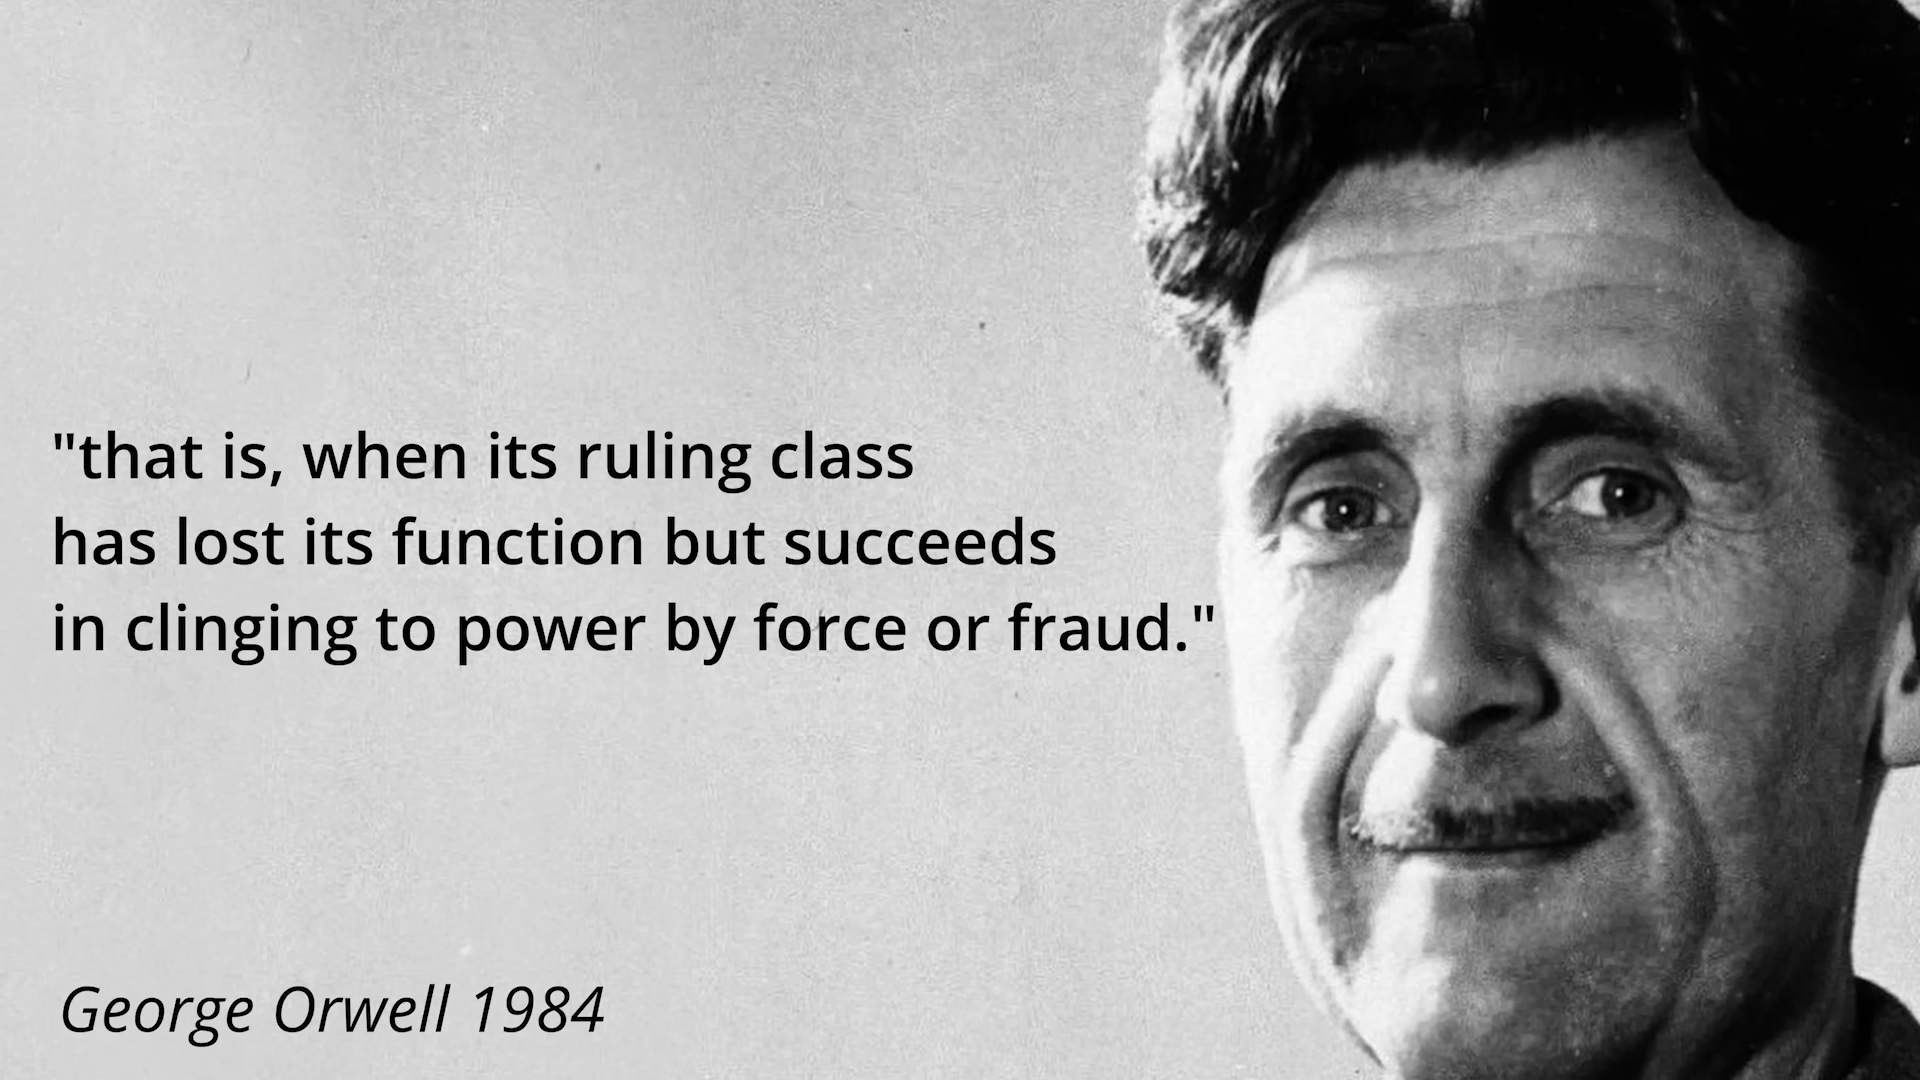 "that is, when its ruling class
has lost its function but succeeds
in clinging to power by force or fraud."
George Orwell 1984